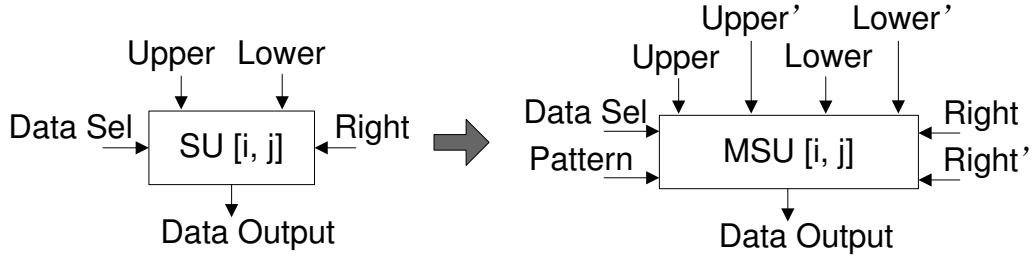 Upper Lower
Data Sel
SU [i, j]
Right
Data Output
Upper’ Lower’
Upper Lower
Data Sel
Pattern
MSU [i, j]
Right
Right’
Data Output